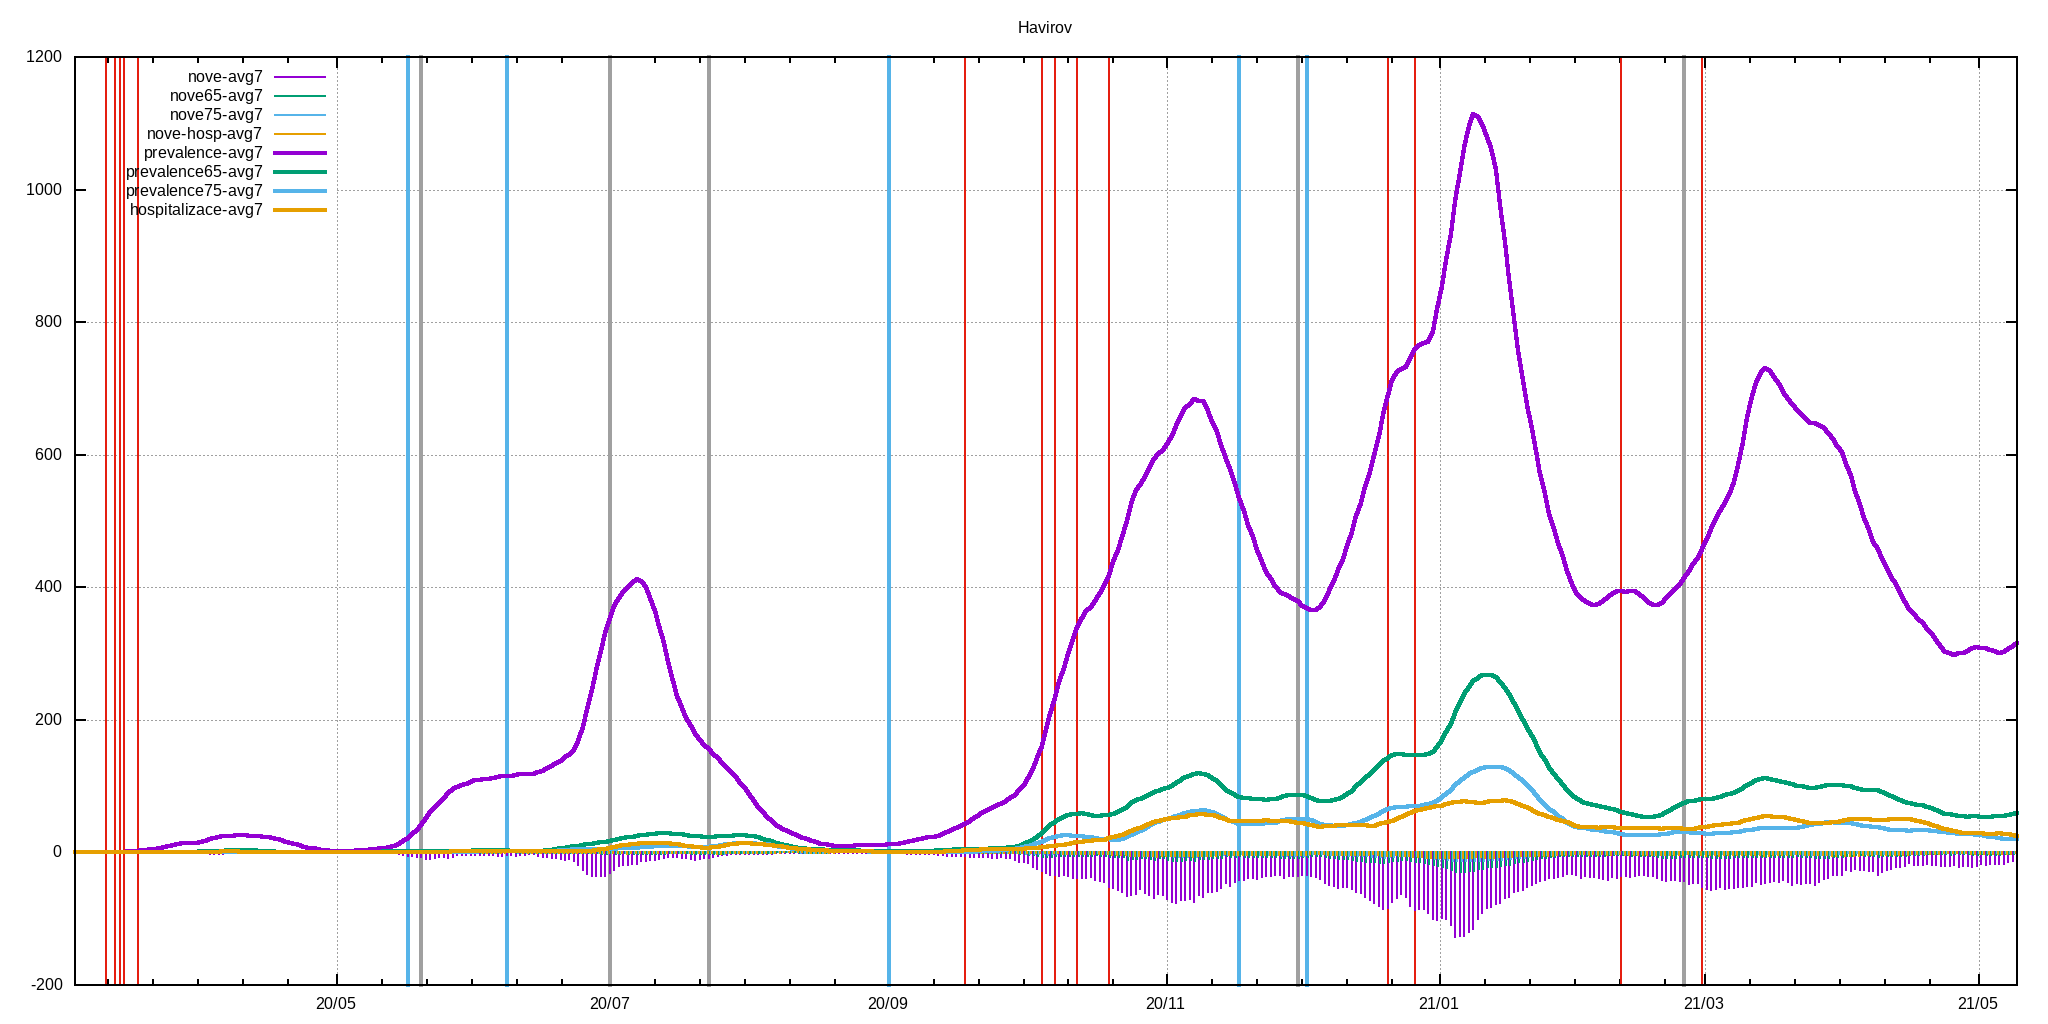 Havirov
1200
1000
800
600
400
200
0
-200
nove-avg7
nove65-avg7
nove75-avg7
nove-hosp-avg7
prevalence-avg7
prevalence65-avg7
prevalence75-avg7
hospitalizace-avg7
20/05 20/07 20/09 20/11 21/01 21/03 21/05